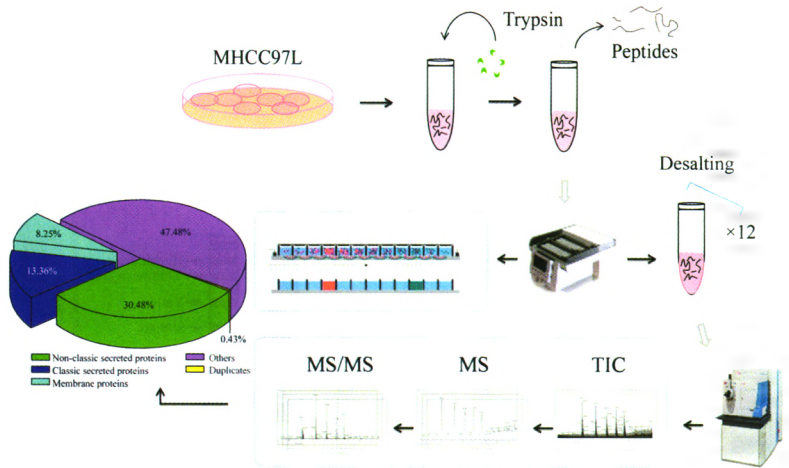 Trypsin
Peptides
MHCC97L
Desalting
×12
8.25%
47.48%
13.36%
30.48%
0.43%
Non-classic secreted proteins
Classic secreted proteins
Membrane proteins
Others
Duplicates
MS/MS
MS
TIC